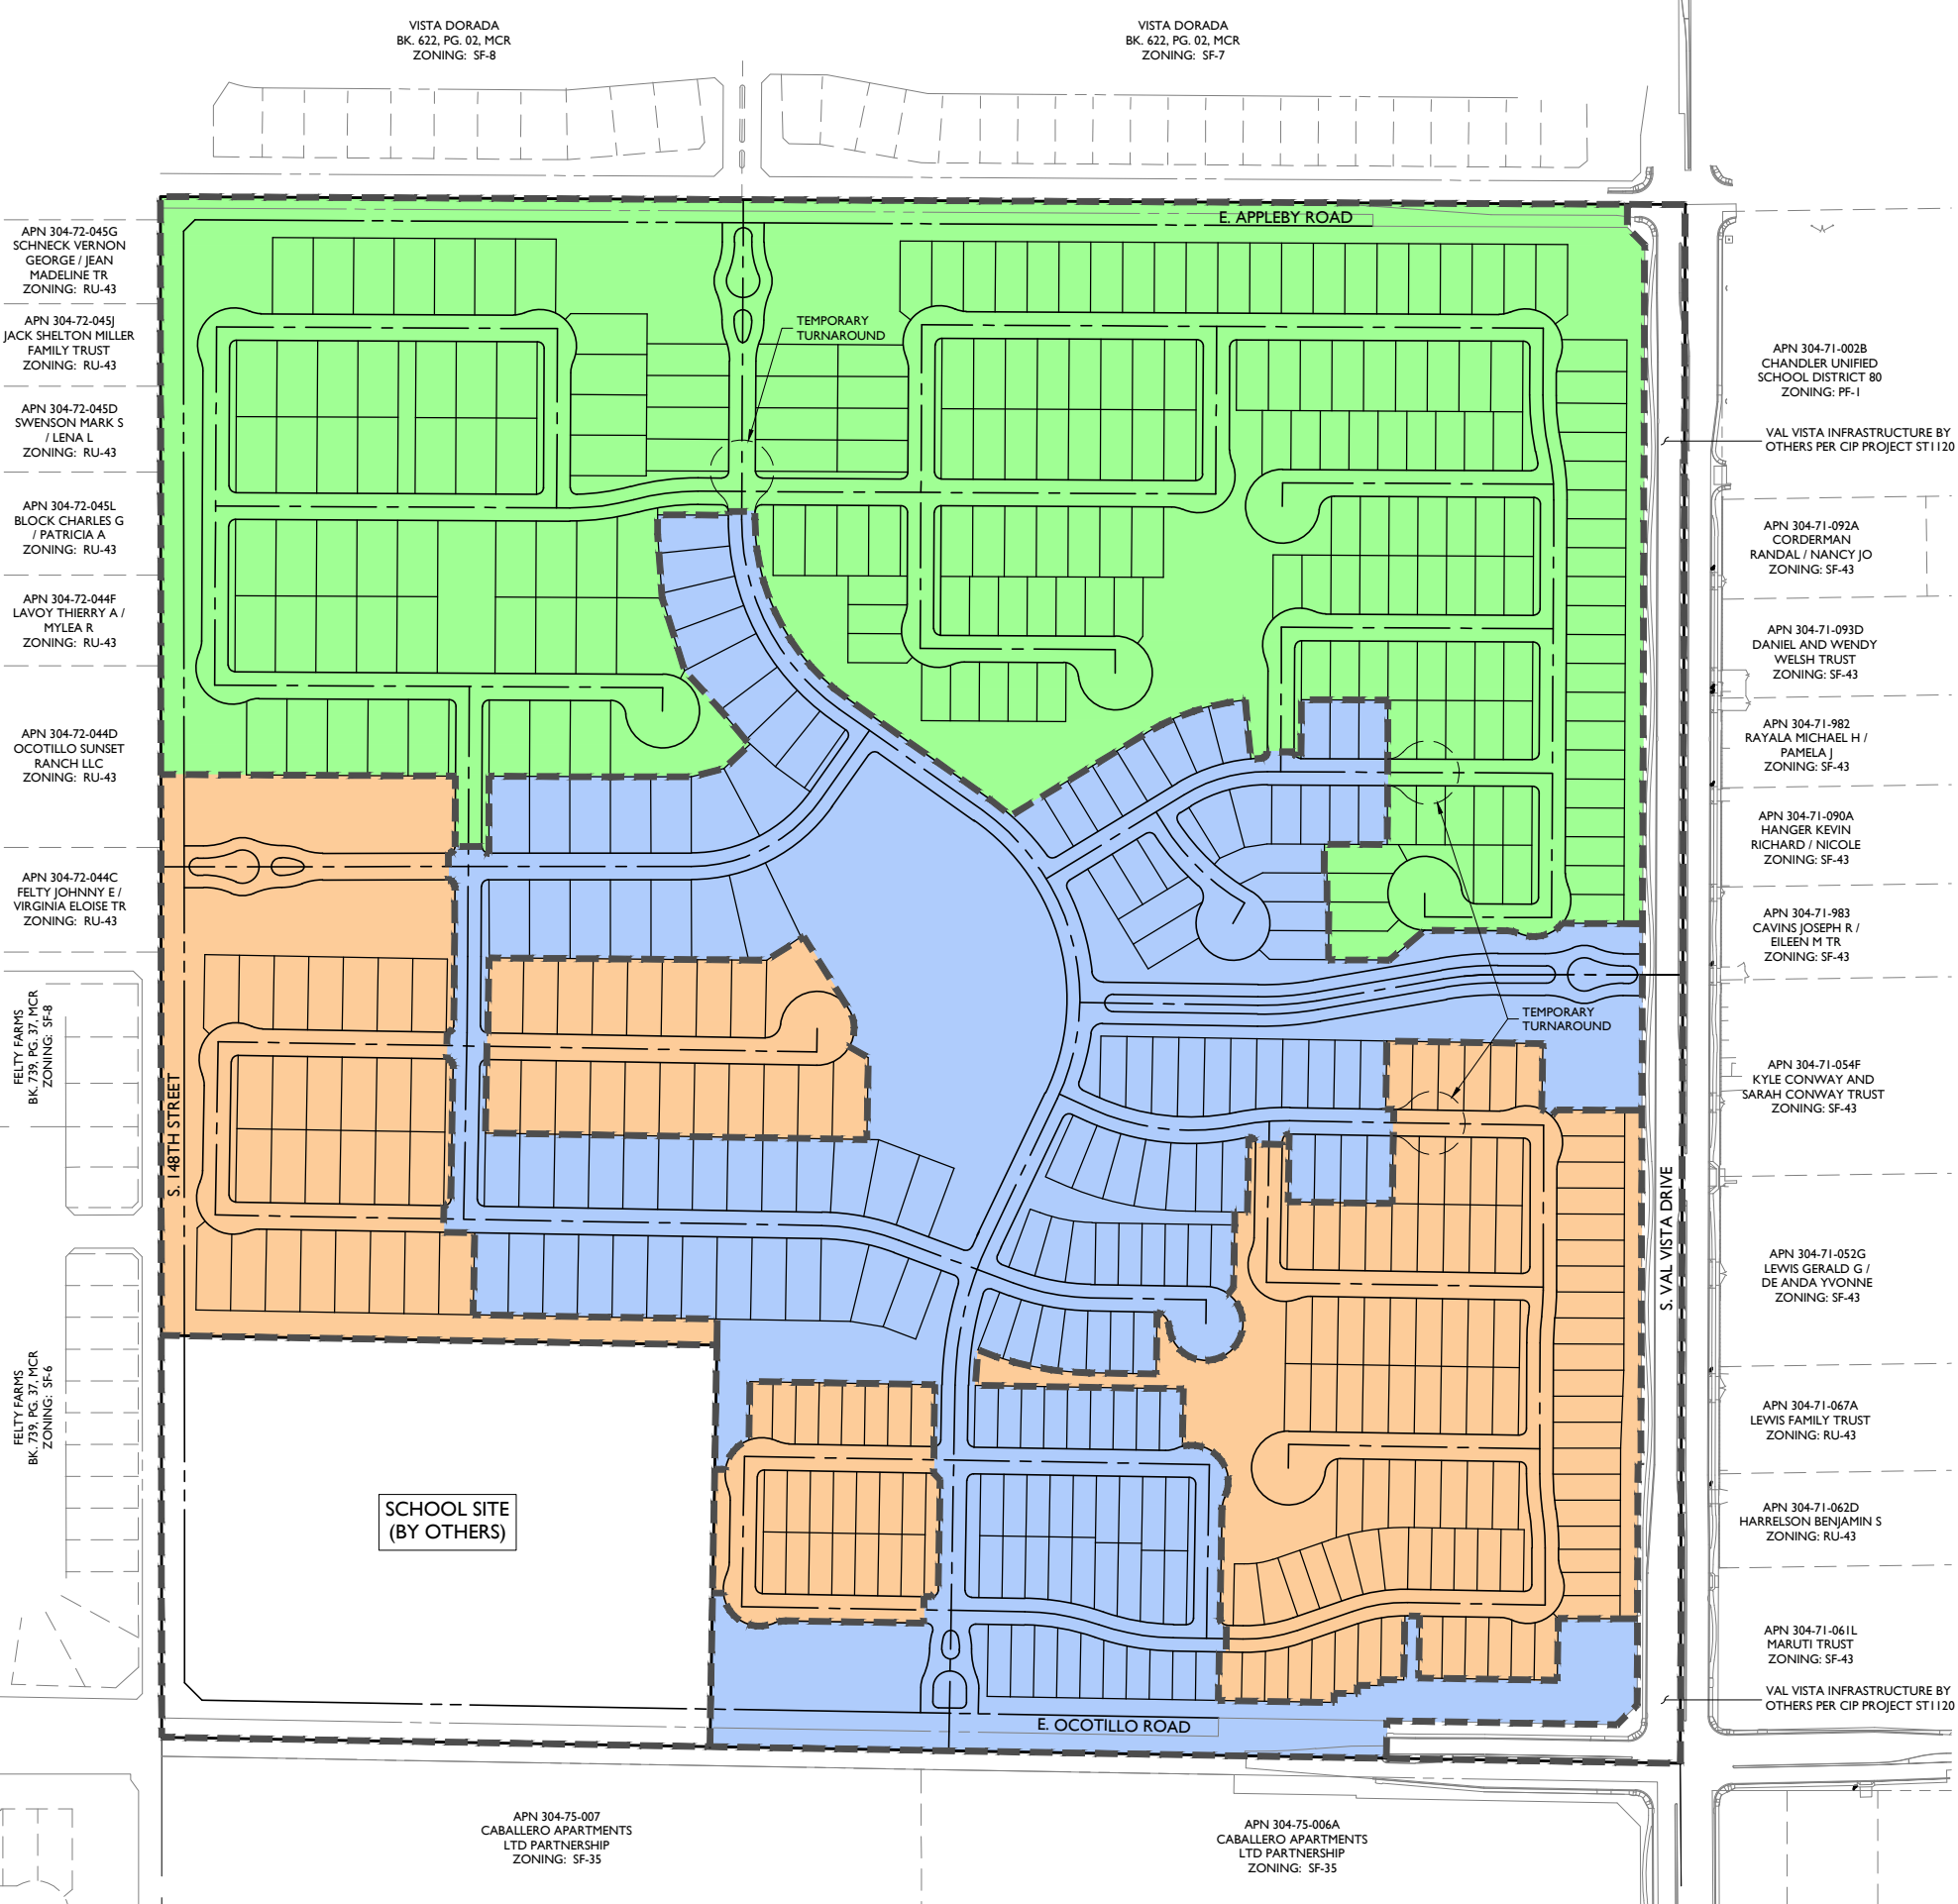 VISTA DORADA
BK. 622, PG. 02, MCR
ZONING: SF-8
VISTA DORADA
BK. 622, PG. 02, MCR
ZONING: SF-7
E. APPLEBY ROAD
APN 304-72-045G
SCHNECK VERNON
GEORGE / JEAN
MADELINE TR
ZONING: RU-43
APN 304-72-045J
JACK SHELTON MILLER
FAMILY TRUST
ZONING: RU-43
APN 304-72-045D
SWENSON MARK S
/ LENA L
ZONING: RU-43
APN 304-72-045L
BLOCK CHARLES G
/ PATRICIA A
ZONING: RU-43
APN 304-72-044F
LAVOY THIERRY A /
MYLEA R
ZONING: RU-43
APN 304-72-044D
OCOTILLO SUNSET
RANCH LLC
ZONING: RU-43
APN 304-72-044C
FELTY JOHNNY E /
VIRGINIA ELOISE TR
ZONING: RU-43
FELTY FARMS
BK. 739, PG. 37, MCR
ZONING: SF-8
FELTY FARMS
BK. 739, PG. 37, MCR
ZONING: SF-6
S. 148TH STREET
TEMPORARY
TURNAROUND
TEMPORARY
TURNAROUND
SCHOOL SITE
(BY OTHERS)
S. VAL VISTA DRIVE
E. OCOTILLO ROAD
APN 304-71-002B
CHANDLER UNIFIED
SCHOOL DISTRICT 80
ZONING: PF-1
VAL VISTA INFRASTRUCTURE BY
OTHERS PER CIP PROJECT ST1120
APN 304-71-092A
CORDERMAN
RANDAL / NANCY JO
ZONING: SF-43
APN 304-71-093D
DANIEL AND WENDY
WELSH TRUST
ZONING: SF-43
APN 304-71-982
RAYALA MICHAEL H /
PAMELA J
ZONING: SF-43
APN 304-71-090A
HANGER KEVIN
RICHARD / NICOLE
ZONING: SF-43
APN 304-71-983
CAVINS JOSEPH R /
EILEEN M TR
ZONING: SF-43
APN 304-71-054F
KYLE CONWAY AND
SARAH CONWAY TRUST
ZONING: SF-43
APN 304-71-052G
LEWIS GERALD G /
DE ANDA YVONNE
ZONING: SF-43
APN 304-71-067A
LEWIS FAMILY TRUST
ZONING: RU-43
APN 304-71-062D
HARRELSON BENJAMIN S
ZONING: RU-43
APN 304-71-061L
MARUTI TRUST
ZONING: SF-43
VAL VISTA INFRASTRUCTURE BY
OTHERS PER CIP PROJECT ST1120
APN 304-75-007
CABALLERO APARTMENTS
LTD PARTNERSHIP
ZONING: SF-35
APN 304-75-006A
CABALLERO APARTMENTS
LTD PARTNERSHIP
ZONING: SF-35